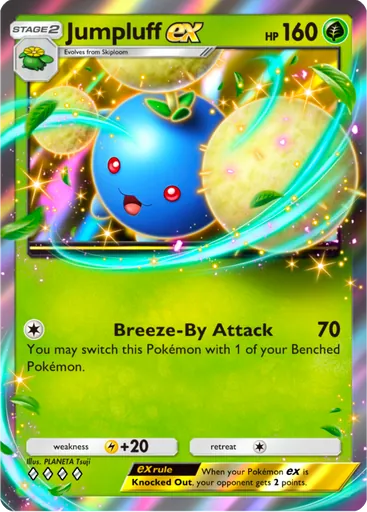 STAGE 2 Jumpluff ex HP 160
Evolves from Skiploom
Breeze-By Attack 70
You may switch this Pokémon with 1 of your Benched
Pokémon.
weakness +20 retreat
Illus. PLANETA Tsuji
ex rule When your Pokémon ex is
Knocked Out, your opponent gets 2 points.